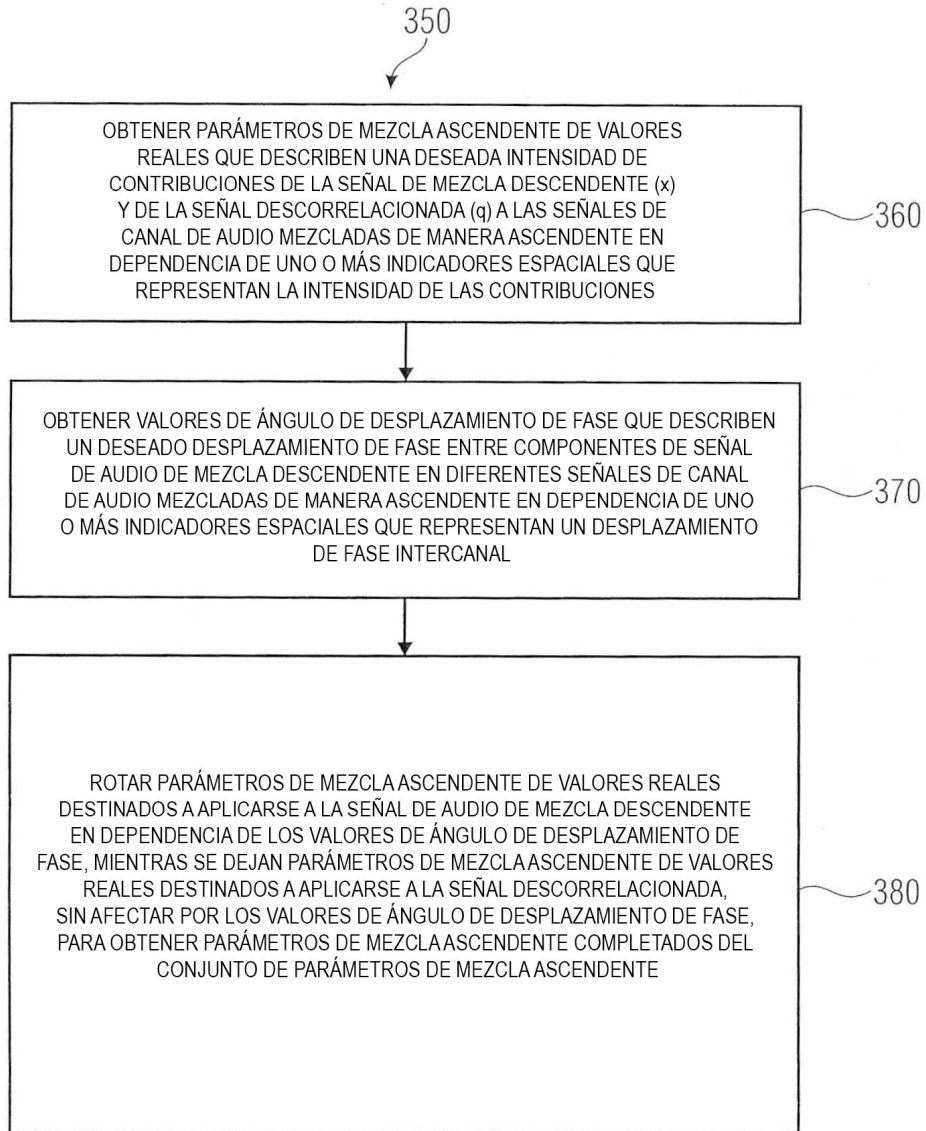 350
OBTENER PARÁMETROS DE MEZCLA ASCENDENTE DE VALORES
REALES QUE DESCRIBEN UNA DESEADA INTENSIDAD DE
CONTRIBUCIONES DE LA SEÑAL DE MEZCLA DESCENDENTE (x)
Y DE LA SEÑAL DESCORRELACIONADA (q) A LAS SEÑALES DE
CANAL DE AUDIO MEZCLADAS DE MANERA ASCENDENTE EN
DEPENDENCIA DE UNO O MÁS INDICADORES ESPACIALES QUE
REPRESENTAN LA INTENSIDAD DE LAS CONTRIBUCIONES
360
OBTENER VALORES DE ÁNGULO DE DESPLAZAMIENTO DE FASE QUE DESCRIBEN
UN DESEADO DESPLAZAMIENTO DE FASE ENTRE COMPONENTES DE SEÑAL
DE AUDIO DE MEZCLA DESCENDENTE EN DIFERENTES SEÑALES DE CANAL
DE AUDIO MEZCLADAS DE MANERA ASCENDENTE EN DEPENDENCIA DE UNO
O MÁS INDICADORES ESPACIALES QUE REPRESENTAN UN DESPLAZAMIENTO
DE FASE INTERCANAL
370
ROTAR PARÁMETROS DE MEZCLA ASCENDENTE DE VALORES REALES
DESTINADOS A APLICARSE A LA SEÑAL DE AUDIO DE MEZCLA DESCENDENTE
EN DEPENDENCIA DE LOS VALORES DE ÁNGULO DE DESPLAZAMIENTO DE
FASE, MIENTRAS SE DEJAN PARÁMETROS DE MEZCLA ASCENDENTE DE VALORES
REALES DESTINADOS A APLICARSE A LA SEÑAL DESCORRELACIONADA,
SIN AFECTAR POR LOS VALORES DE ÁNGULO DE DESPLAZAMIENTO DE FASE,
PARA OBTENER PARÁMETROS DE MEZCLA ASCENDENTE COMPLETADOS DEL
CONJUNTO DE PARÁMETROS DE MEZCLA ASCENDENTE
380